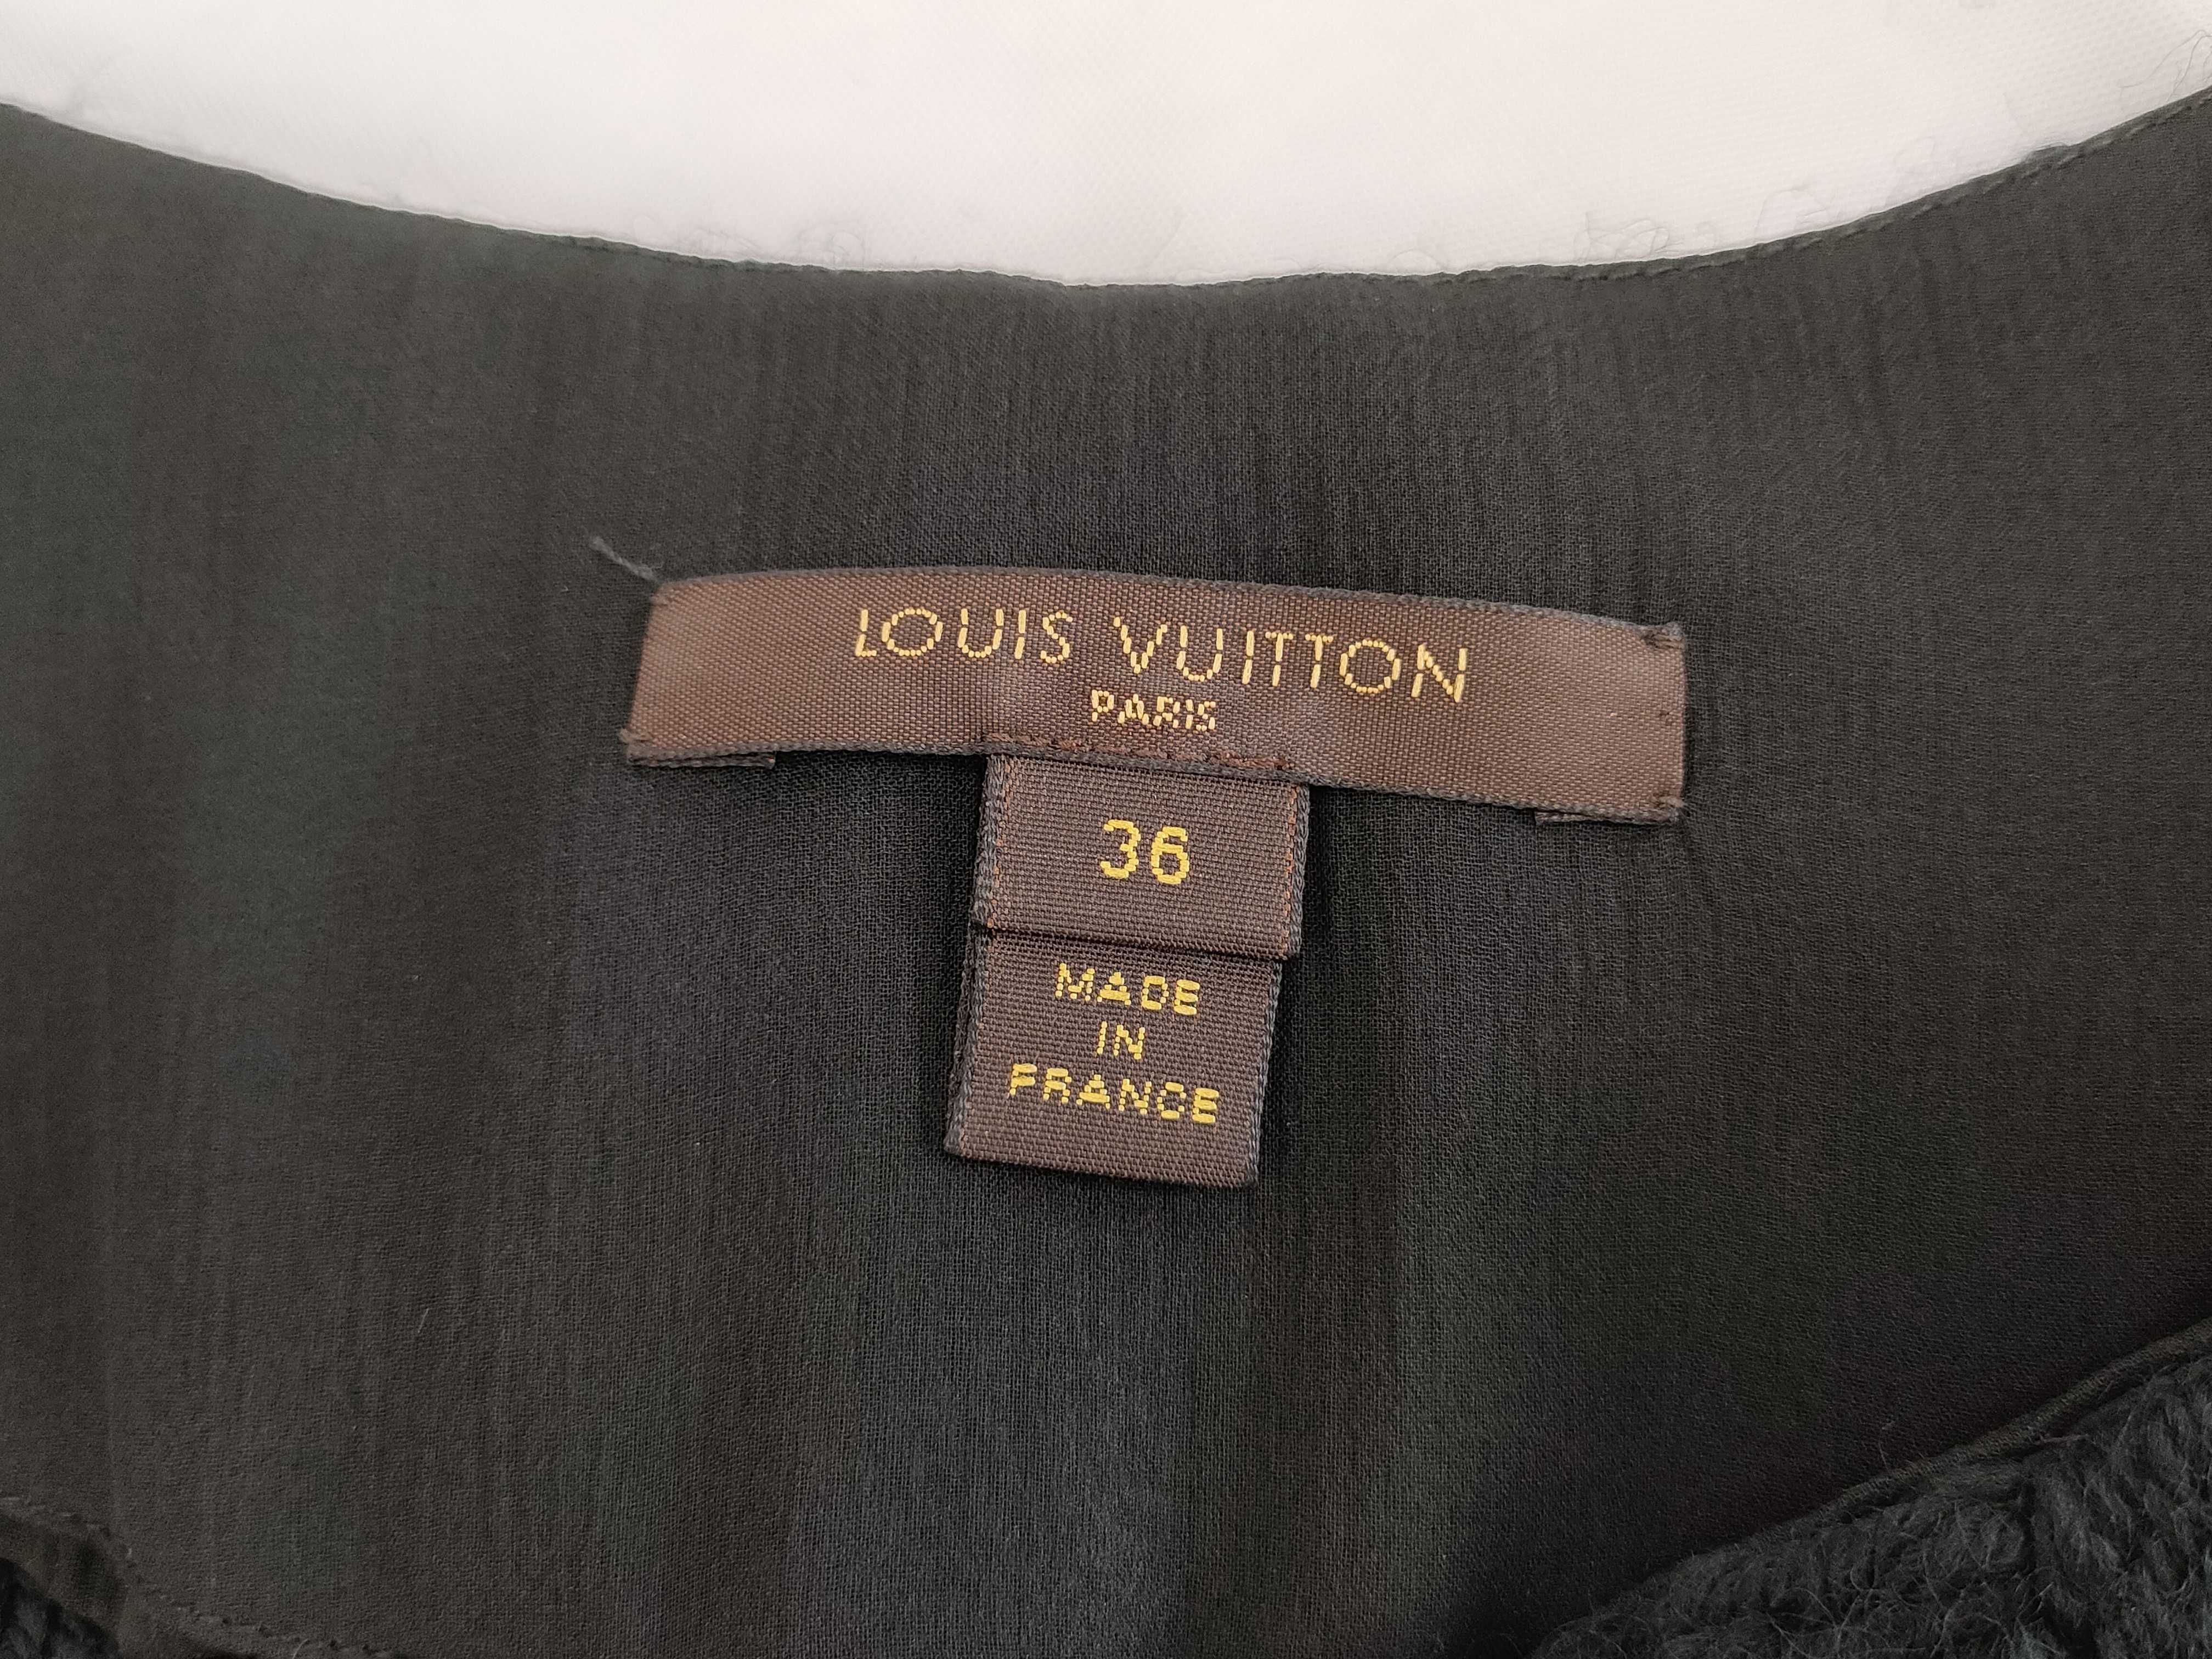 LOUIS VUITTON
PARIS
36
MADE
IN
FRANCE